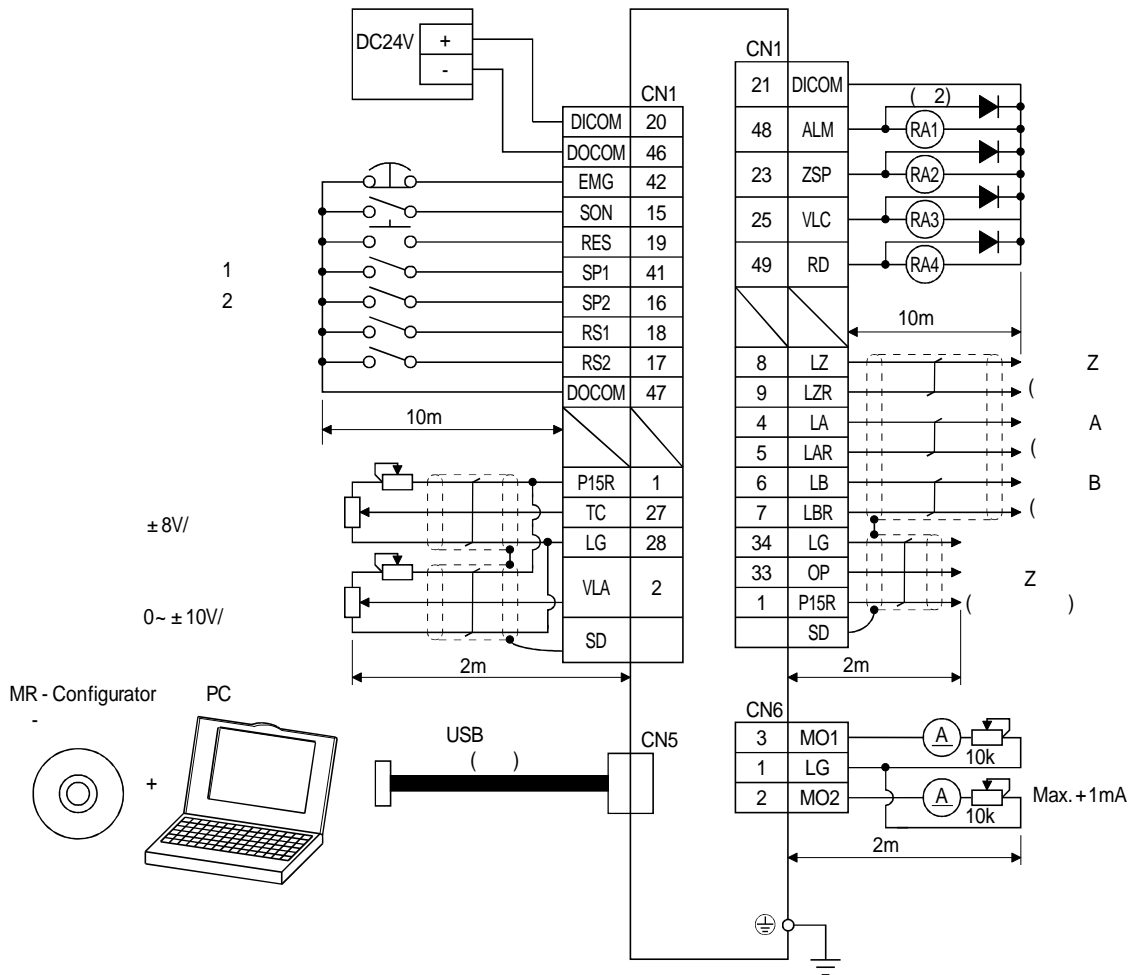 DC24V
+
-
CN1
DICOM 20
DOCOM 46
EMG 42
SON 15
RES 19
1 SP1 41
2 SP2 16
RS1 18
RS2 17
DOCOM 47
10m
P15R 1
TC 27
± 8V/
LG 28
VLA 2
0~ ± 10V/
SD
2m
MR - Configurator PC
-
+
USB
( )
CN5
CN1
21 DICOM
( 2)
48 ALM RA1
23 ZSP RA2
25 VLC RA3
49 RD RA4
10m
8 LZ Z
9 LZR (
4 LA A
5 LAR (
6 LB B
7 LBR (
34 LG
33 OP Z
1 P15R ( )
SD
2m
CN6
3 MO1 A
10k
1 LG
2 MO2 A Max. + 1mA
10k
2m